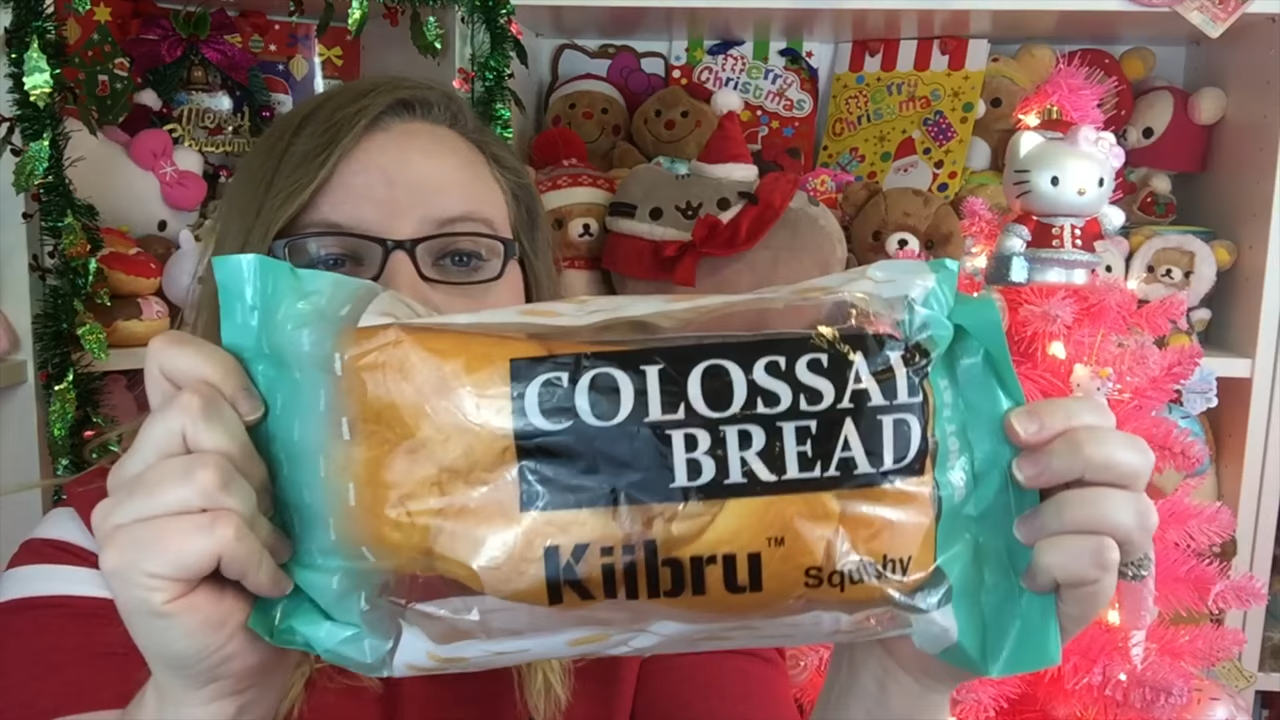 Merry
Christmas
Merry
Christmas
Merry
Christmas
COLOSSAL
BREAD
Kiibru™ Squishy